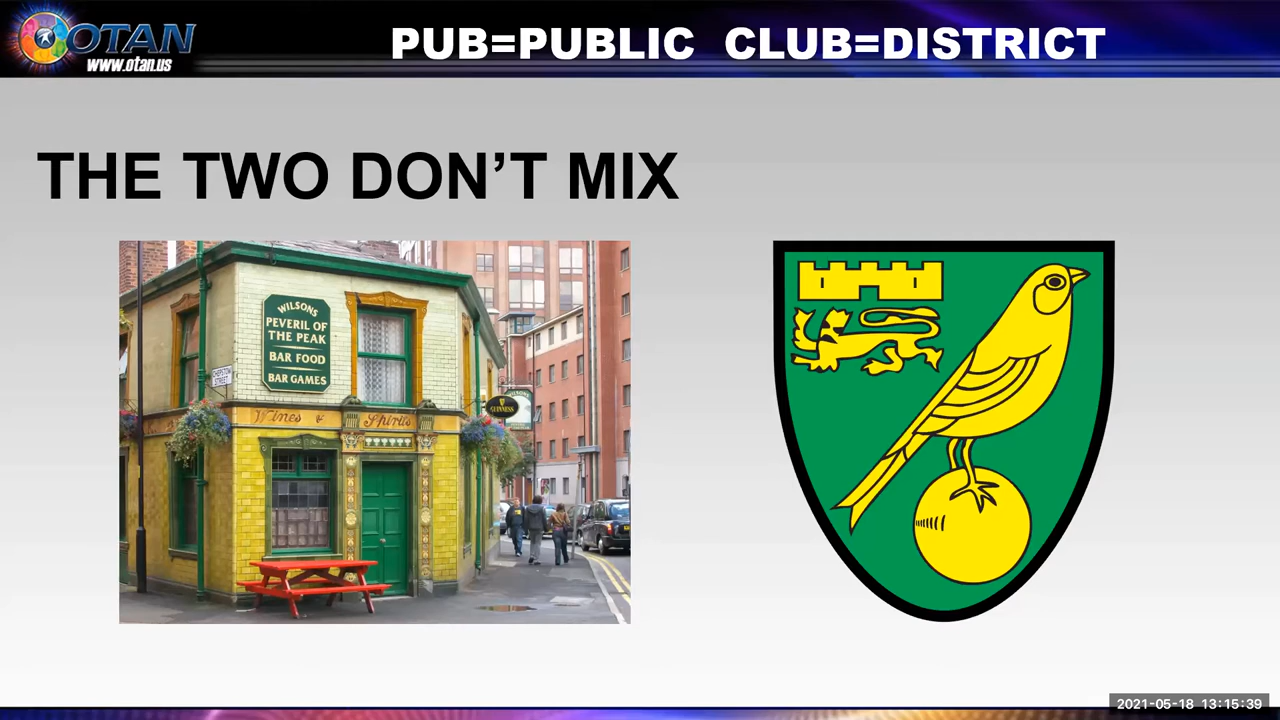 OTAN
www.otan.us
PUB=PUBLIC CLUB=DISTRICT
THE TWO DON’T MIX
WILSONS
PEVERIL OF
THE PEAK
BAR FOOD
BAR GAMES
CHEPSTOW
STREET
Wines & Spirits
GUINNESS
WILSONS
2021-05-18 13:15:39